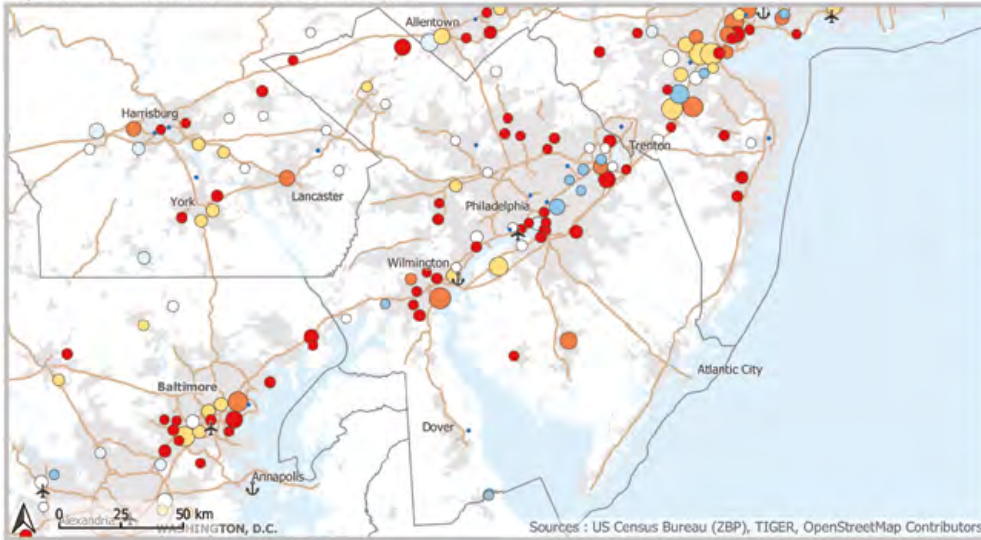 Allentown
Harrisburg
Trenton
Lancaster
York
Philadelphia
Wilmington
Baltimore
Atlantic City
Dover
Annapolis
Alexandria
0 25 50 km
WASHINGTON, D.C.
Sources : US Census Bureau (ZBP), TIGER, OpenStreetMap Contributors